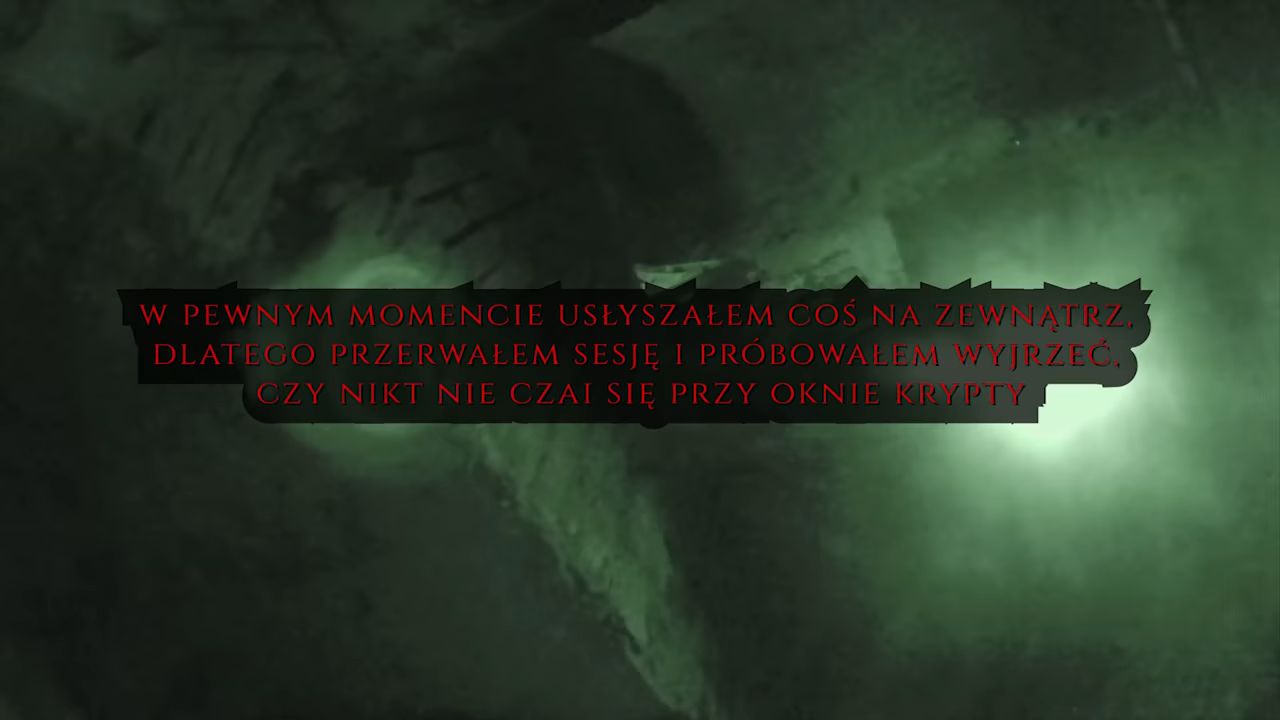 W PEWNYM MOMENCIE USŁYSZAŁEM COŚ NA ZEWNĄTRZ,
DLATEGO PRZERWAŁEM SESJĘ I PRÓBOWAŁEM WYJRZEĆ,
CZY NIKT NIE CZAI SIĘ PRZY OKNIE KRYPTY